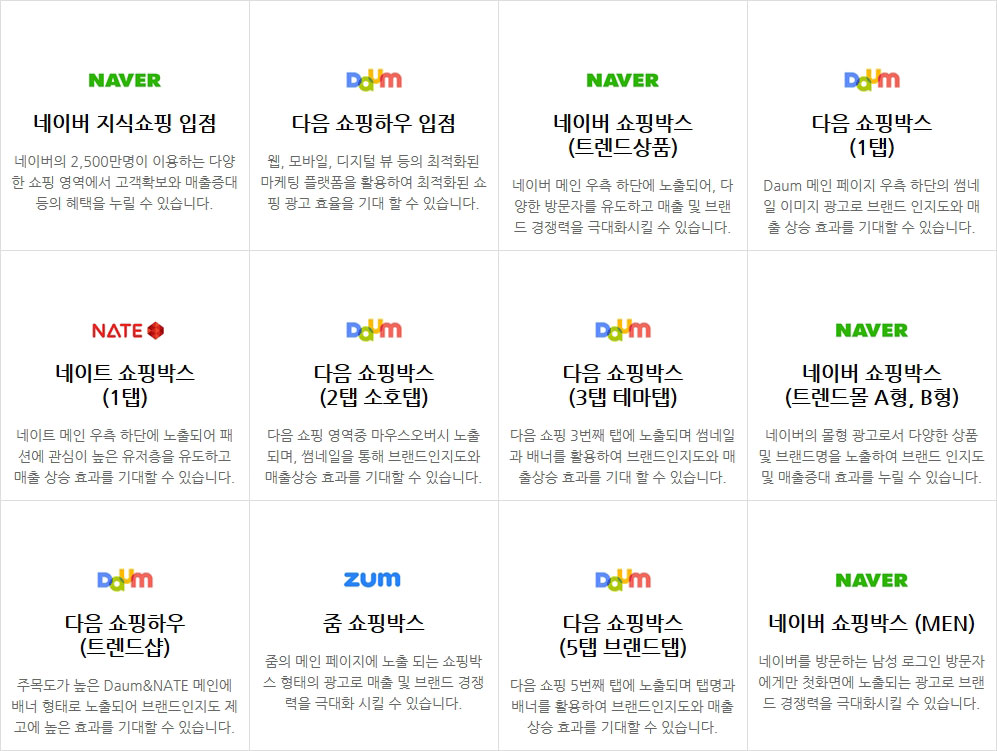 NAVER
네이버 지식쇼핑 입점
네이버의 2,500만명이 이용하는 다양
한 쇼핑 영역에서 고객확보와 매출증대
등의 혜택을 누릴 수 있습니다.
Daum
다음 쇼핑하우 입점
웹, 모바일, 디지털 뷰 등의 최적화된
마케팅 플랫폼을 활용하여 최적화된 쇼
핑 광고 효율을 기대 할 수 있습니다.
NAVER
네이버 쇼핑박스
(트렌드상품)
네이버 메인 우측 하단에 노출되어, 다
양한 방문자를 유도하고 매출 및 브랜
드 경쟁력을 극대화시킬 수 있습니다.
Daum
다음 쇼핑박스
(1탭)
Daum 메인 페이지 우측 하단의 썸네
일 이미지 광고로 브랜드 인지도와 매
출 상승 효과를 기대할 수 있습니다.
NATE
네이트 쇼핑박스
(1탭)
네이트 메인 우측 하단에 노출되어 패
션에 관심이 높은 유저층을 유도하고
매출 상승 효과를 기대할 수 있습니다.
Daum
다음 쇼핑박스
(2탭 소호탭)
다음 쇼핑 영역중 마우스오버시 노출
되며, 썸네일을 통해 브랜드인지도와
매출상승 효과를 기대할 수 있습니다.
Daum
다음 쇼핑박스
(3탭 테마탭)
다음 쇼핑 3번째 탭에 노출되며 썸네일
과 배너를 활용하여 브랜드인지도와 매
출상승 효과를 기대 할 수 있습니다.
NAVER
네이버 쇼핑박스
(트렌드몰 A형, B형)
네이버의 몰형 광고로서 다양한 상품
및 브랜드명을 노출하여 브랜드 인지도
및 매출증대 효과를 누릴 수 있습니다.
Daum
다음 쇼핑하우
(트렌드샵)
주목도가 높은 Daum&NATE 메인에
배너 형태로 노출되어 브랜드인지도 제
고에 높은 효과를 기대할 수 있습니다.
zum
줌 쇼핑박스
줌의 메인 페이지에 노출 되는 쇼핑박
스 형태의 광고로 매출 및 브랜드 경쟁
력을 극대화 시킬 수 있습니다.
Daum
다음 쇼핑박스
(5탭 브랜드탭)
다음 쇼핑 5번째 탭에 노출되며 탭명과
배너를 활용하여 브랜드인지도와 매출
상승 효과를 기대할 수 있습니다.
NAVER
네이버 쇼핑박스 (MEN)
네이버를 방문하는 남성 로그인 방문자
에게만 첫화면에 노출되는 광고로 브랜
드 경쟁력을 극대화시킬 수 있습니다.